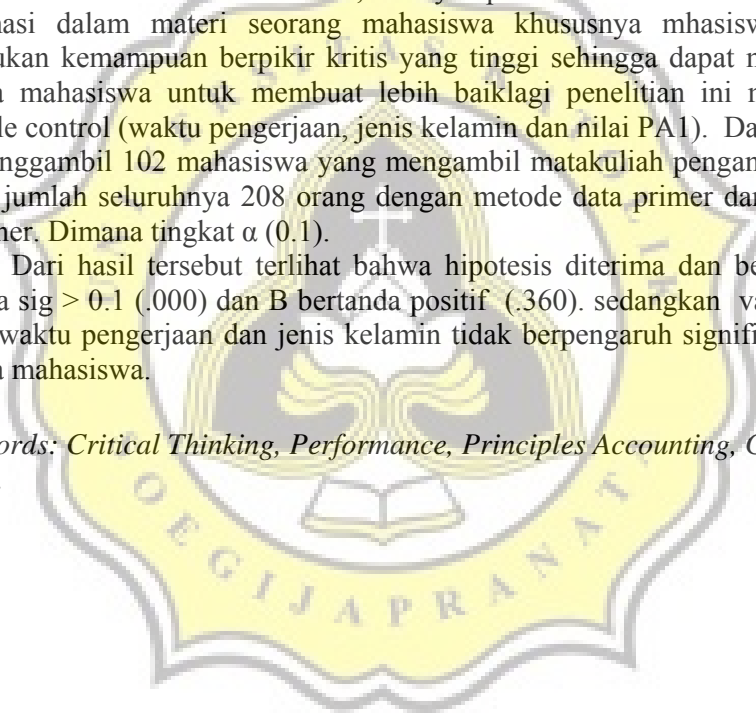 masi dalam materi seorang mahasiswa khususnya mhasisw
ukan kemampuan berpikir kritis yang tinggi sehingga dapat m
a mahasiswa untuk membuat lebih baiklagi penelitian ini m
le control (waktu pengerjaan, jenis kelamin dan nilai PA1). Da
nggambil 102 mahasiswa yang mengambil matakuliah pengan
jumlah seluruhnya 208 orang dengan metode data primer dar
ner. Dimana tingkat α (0.1).
Dari hasil tersebut terlihat bahwa hipotesis diterima dan be
a sig > 0.1 (.000) dan B bertanda positif (.360). sedangkan va
waktu pengerjaan dan jenis kelamin tidak berpengaruh signifi
a mahasiswa.
ords: Critical Thinking, Performance, Principles Accounting, C
SOEGIJAPRANATA